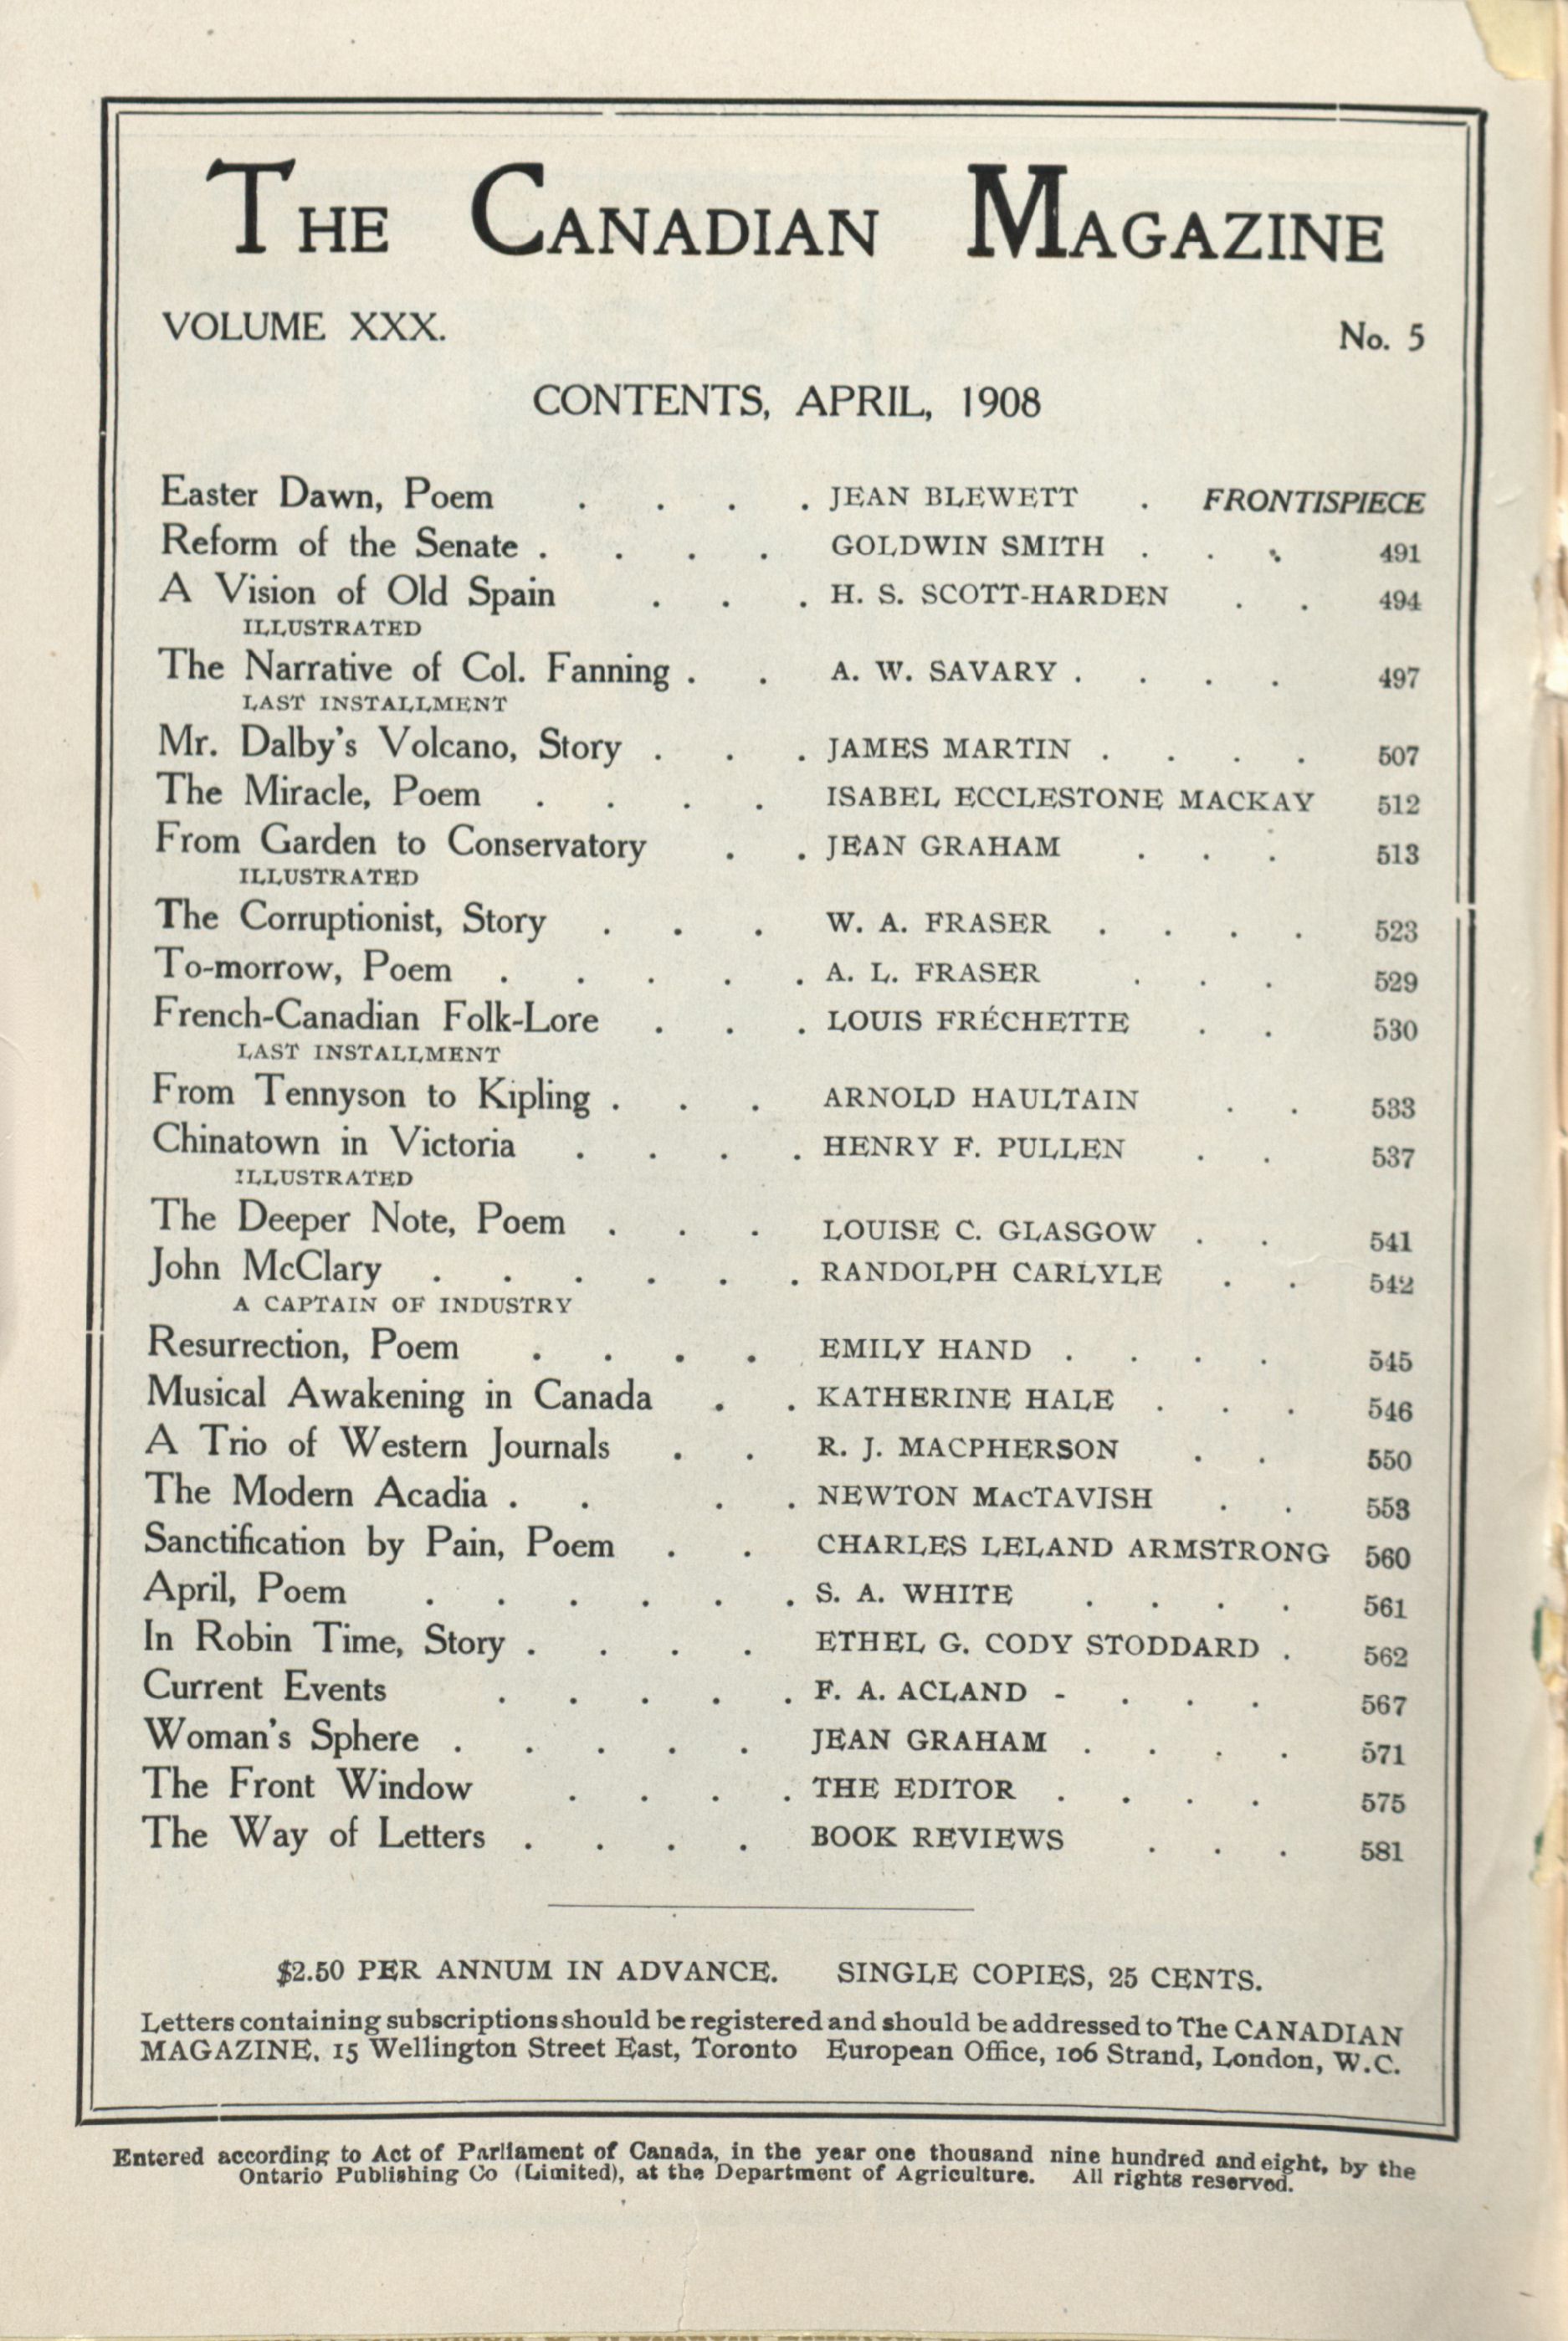 THE CANADIAN MAGAZINE
VOLUME XXX. No. 5
CONTENTS, APRIL, 1908
Easter Dawn, Poem . . . . JEAN BLEWETT . FRONTISPIECE
Reform of the Senate . . . . GOLDWIN SMITH . . . 491
A Vision of Old Spain . . . H. S. SCOTT-HARDEN . . 494
ILLUSTRATED
The Narrative of Col. Fanning . . A. W. SAVARY . . . . 497
LAST INSTALLMENT
Mr. Dalby's Volcano, Story . . . JAMES MARTIN . . . . 507
The Miracle, Poem . . . . ISABEL ECCLESTONE MACKAY 512
From Garden to Conservatory . . JEAN GRAHAM . . . 513
ILLUSTRATED
The Corruptionist, Story . . . W. A. FRASER . . . . 523
To-morrow, Poem . . . . . A. L. FRASER . . . 529
French-Canadian Folk-Lore . . . LOUIS FRÉCHETTE . . 530
LAST INSTALLMENT
From Tennyson to Kipling . . . ARNOLD HAULTAIN . . 533
Chinatown in Victoria . . . . HENRY F. PULLEN . . 537
ILLUSTRATED
The Deeper Note, Poem . . . LOUISE C. GLASGOW . . 541
John McClary . . . . . . RANDOLPH CARLYLE . . 542
A CAPTAIN OF INDUSTRY
Resurrection, Poem . . . . EMILY HAND . . . . 545
Musical Awakening in Canada . . KATHERINE HALE . . . 546
A Trio of Western Journals . . R. J. MACPHERSON . . 550
The Modern Acadia . . . . NEWTON MacTAVISH . . 553
Sanctification by Pain, Poem . . CHARLES LELAND ARMSTRONG 560
April, Poem . . . . . . S. A. WHITE . . . . 561
In Robin Time, Story . . . . ETHEL G. CODY STODDARD . 562
Current Events . . . . . F. A. ACLAND - . . . 567
Woman's Sphere . . . . . JEAN GRAHAM . . . . 571
The Front Window . . . . THE EDITOR . . . . 575
The Way of Letters . . . . BOOK REVIEWS . . . 581
$2.50 PER ANNUM IN ADVANCE. SINGLE COPIES, 25 CENTS.
Letters containing subscriptions should be registered and should be addressed to The CANADIAN
MAGAZINE, 15 Wellington Street East, Toronto European Office, 106 Strand, London, W.C.
Entered according to Act of Parliament of Canada, in the year one thousand nine hundred and eight, by the
Ontario Publishing Co (Limited), at the Department of Agriculture. All rights reserved.